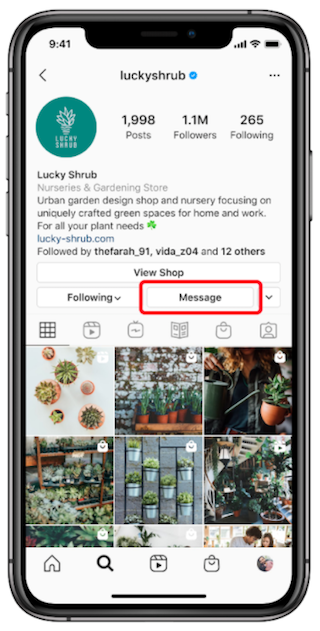 9:41
luckyshrub
LUCKY
SHRUB
1,998 1.1M 265
Posts Followers Following
Lucky Shrub
Nurseries & Gardening Store
Urban garden design shop and nursery focusing on
uniquely crafted green spaces for home and work.
For all your plant needs ☘️
lucky-shrub.com
Followed by thefarah_91, vida_z04 and 12 others
View Shop
Following Message